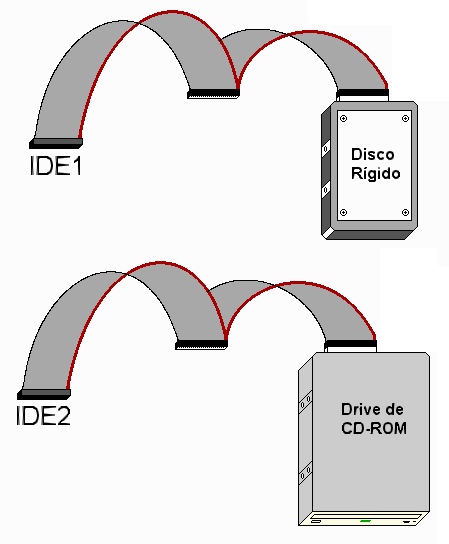 IDE1
Disco
Rígido
IDE2
Drive de
CD-ROM